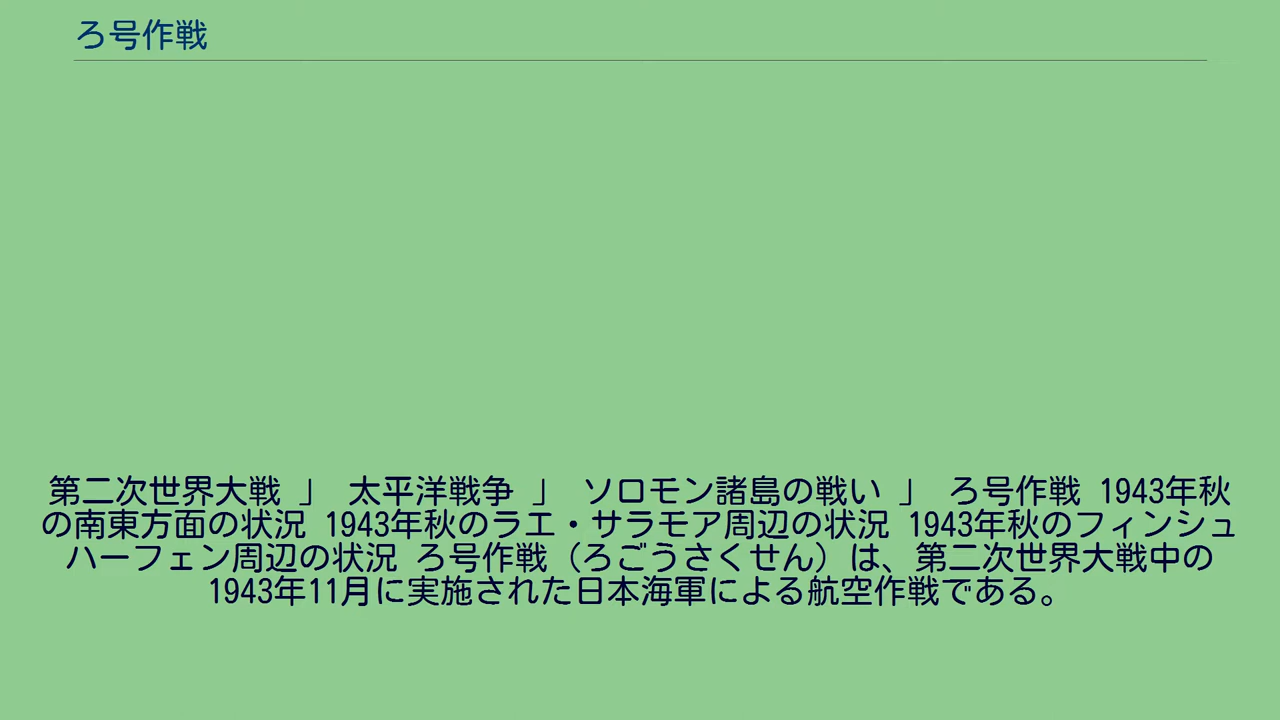 ろ号作戦
第二次世界大戦 」 太平洋戦争 」 ソロモン諸島の戦い 」 ろ号作戦 1943年秋
の南東方面の状況 1943年秋のラエ・サラモア周辺の状況 1943年秋のフィンシュ
ハーフェン周辺の状況 ろ号作戦（ろごうさくせん）は、第二次世界大戦中の
1943年11月に実施された日本海軍による航空作戦である。